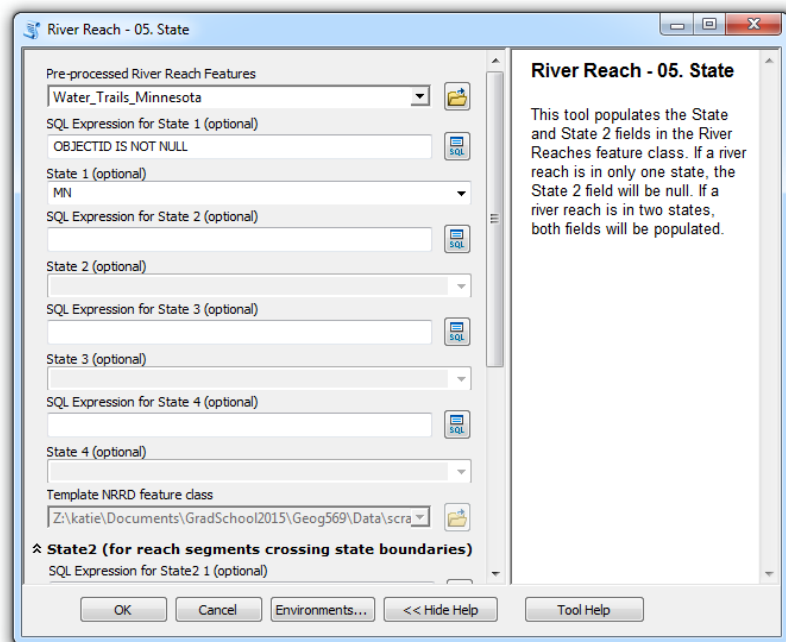 River Reach - 05. State
Pre-processed River Reach Features
Water_Trails_Minnesota
SQL Expression for State 1 (optional)
OBJECTID IS NOT NULL
SQL
State 1 (optional)
MN
SQL Expression for State 2 (optional)
SQL
State 2 (optional)
SQL Expression for State 3 (optional)
SQL
State 3 (optional)
SQL Expression for State 4 (optional)
SQL
State 4 (optional)
Template NRRD feature class
Z:\katie\Documents\GradSchool2015\Geog569\Data\scra
State2 (for reach segments crossing state boundaries)
SQL Expression for State2 1 (optional)
River Reach - 05. State
This tool populates the State
and State 2 fields in the River
Reaches feature class. If a river
reach is in only one state, the
State 2 field will be null. If a
river reach is in two states,
both fields will be populated.
OK
Cancel
Environments...
<< Hide Help
Tool Help